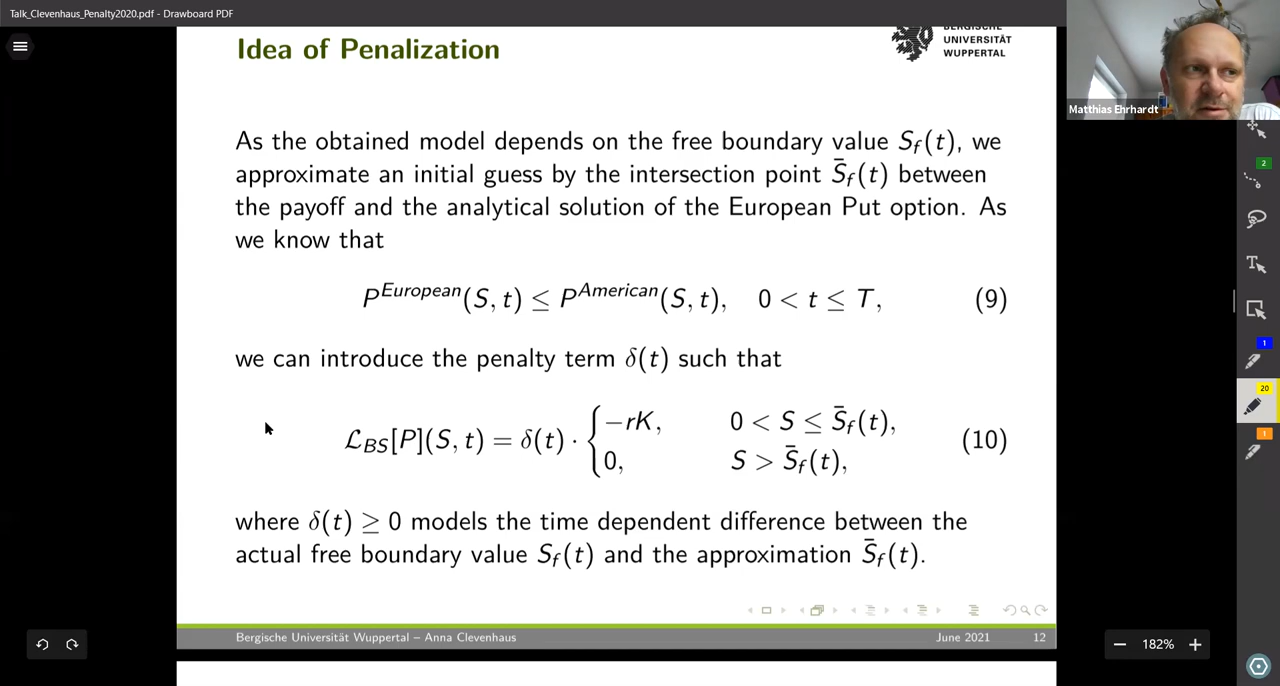 Talk_Clevenhaus_Penalty2020.pdf - Drawboard PDF
Idea of Penalization
BERGISCHE
UNIVERSITÄT
WUPPERTAL
Matthias Ehrhardt
As the obtained model depends on the free boundary value S_f(t), we
approximate an initial guess by the intersection point S̄_f(t) between
the payoff and the analytical solution of the European Put option. As
we know that
P^European(S, t) ≤ P^American(S, t), 0 < t ≤ T, (9)
we can introduce the penalty term δ(t) such that
ℒ_BS[P](S, t) = δ(t) · { −rK, 0 < S ≤ S̄_f(t),
0, S > S̄_f(t), (10)
where δ(t) ≥ 0 models the time dependent difference between the
actual free boundary value S_f(t) and the approximation S̄_f(t).
Bergische Universität Wuppertal – Anna Clevenhaus June 2021 12
2
1
20
1
182%